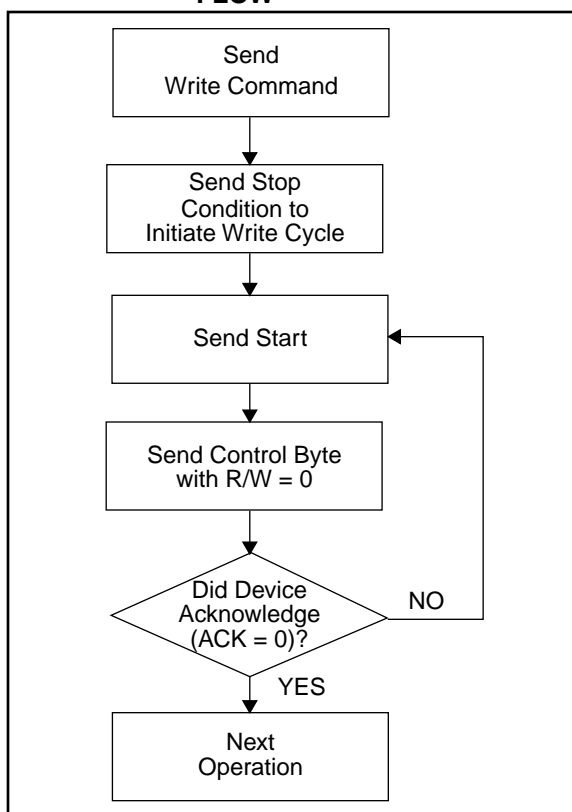 FLOW
Send
Write Command
Send Stop
Condition to
Initiate Write Cycle
Send Start
Send Control Byte
with R/W = 0
Did Device
Acknowledge
(ACK = 0)?
NO
YES
Next
Operation